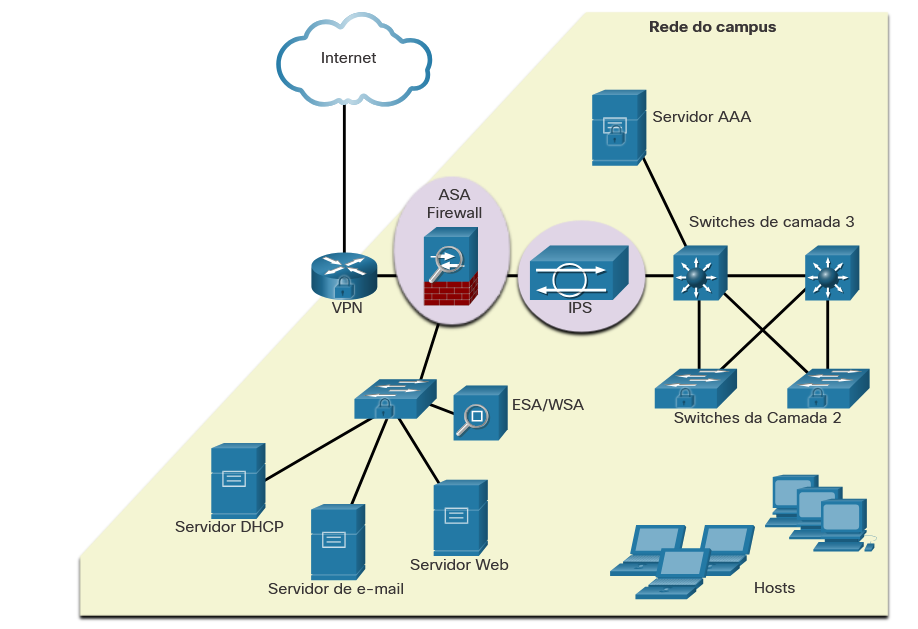 Rede do campus
Internet
Servidor AAA
ASA
Firewall
Switches de camada 3
VPN
IPS
ESA/WSA
Switches da Camada 2
Servidor DHCP
Servidor Web
Servidor de e-mail
Hosts